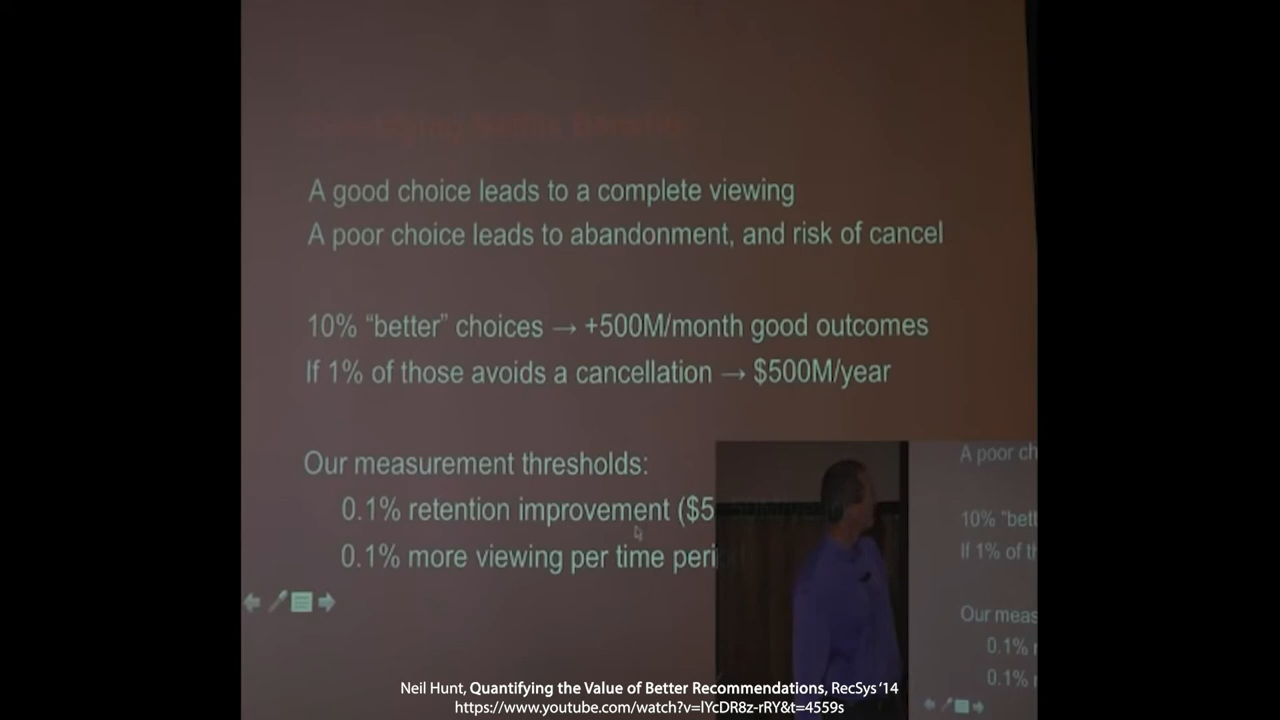 A good choice leads to a complete viewing
A poor choice leads to abandonment, and risk of cancel
10% “better” choices → +500M/month good outcomes
If 1% of those avoids a cancellation → $500M/year
Our measurement thresholds:
0.1% retention improvement ($5
0.1% more viewing per time peri
A poor ch
10% “bett
If 1% of th
Our meas
0.1% r
0.1%
Neil Hunt, Quantifying the Value of Better Recommendations, RecSys ‘14
https://www.youtube.com/watch?v=lYcDR8z-rRY&t=4559s